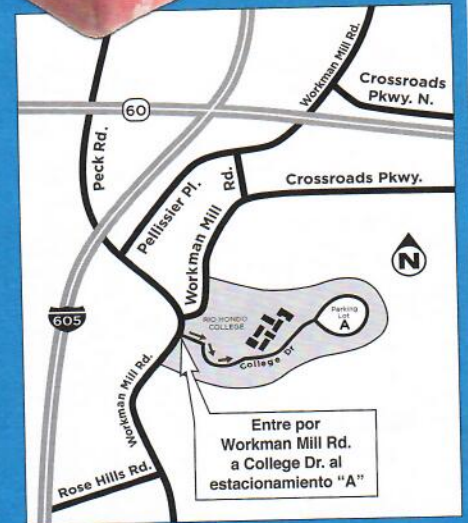 Workman Mill Rd.
Crossroads
Pkwy. N.
60
Peck Rd.
Pellissier Pl.
Workman Mill
Rd.
Crossroads Pkwy.
N
605
RIO HONDO
COLLEGE
Parking
Lot
A
College Dr
Workman Mill Rd.
Rose Hills Rd.
Entre por
Workman Mill Rd.
a College Dr. al
estacionamiento “A”